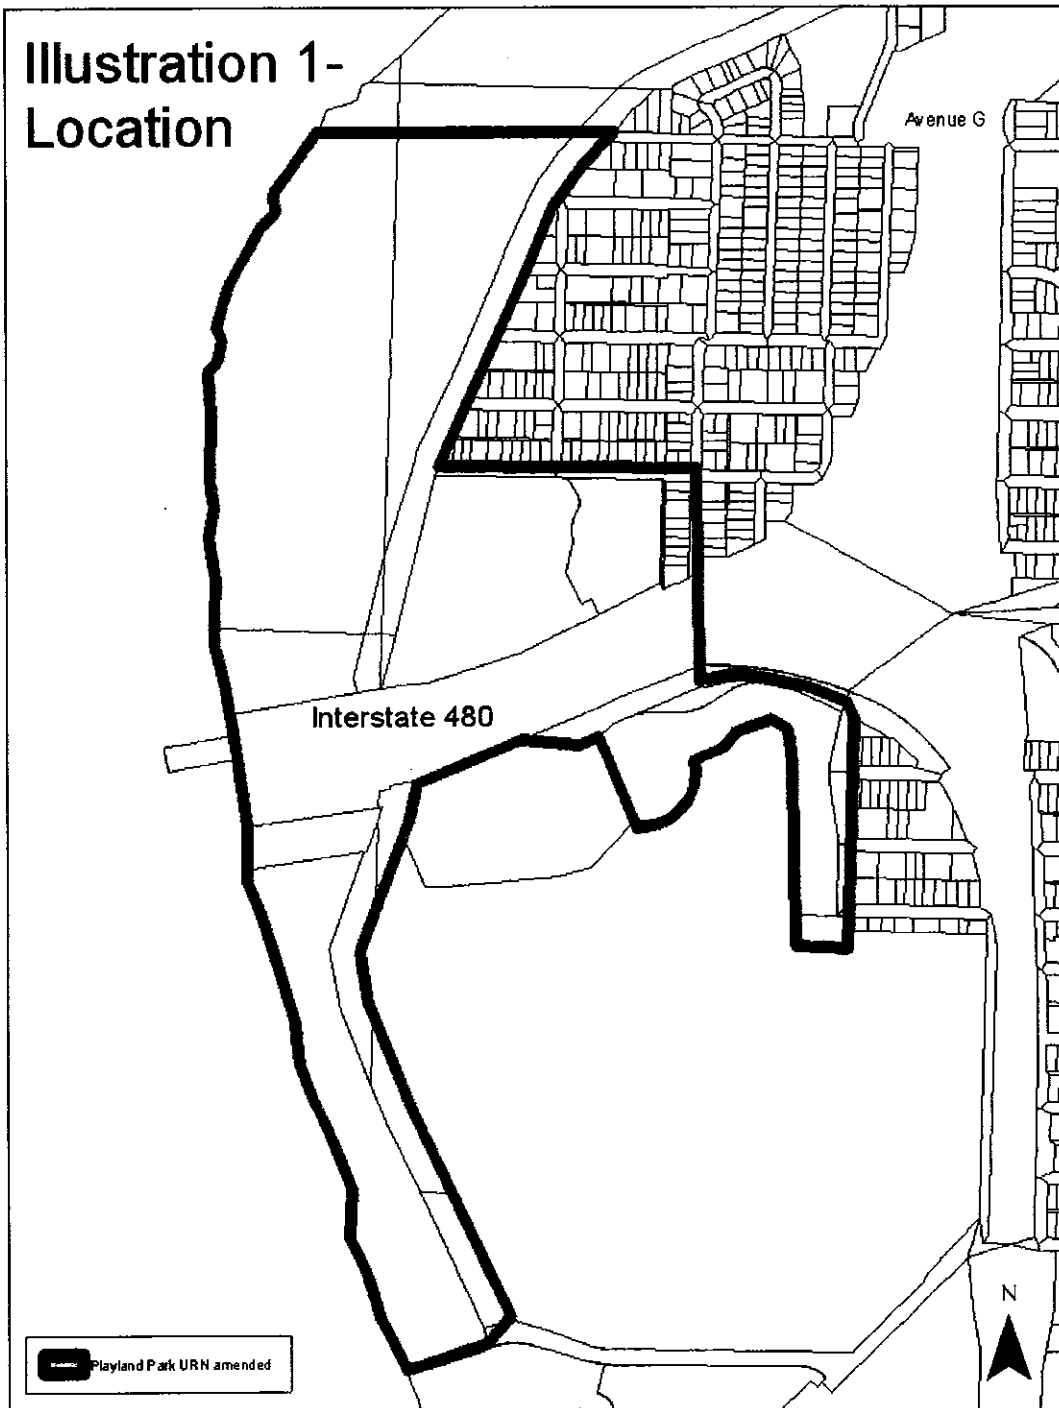 Illustration 1-
Location
Avenue G
Interstate 480
N
Playland Park URN amended